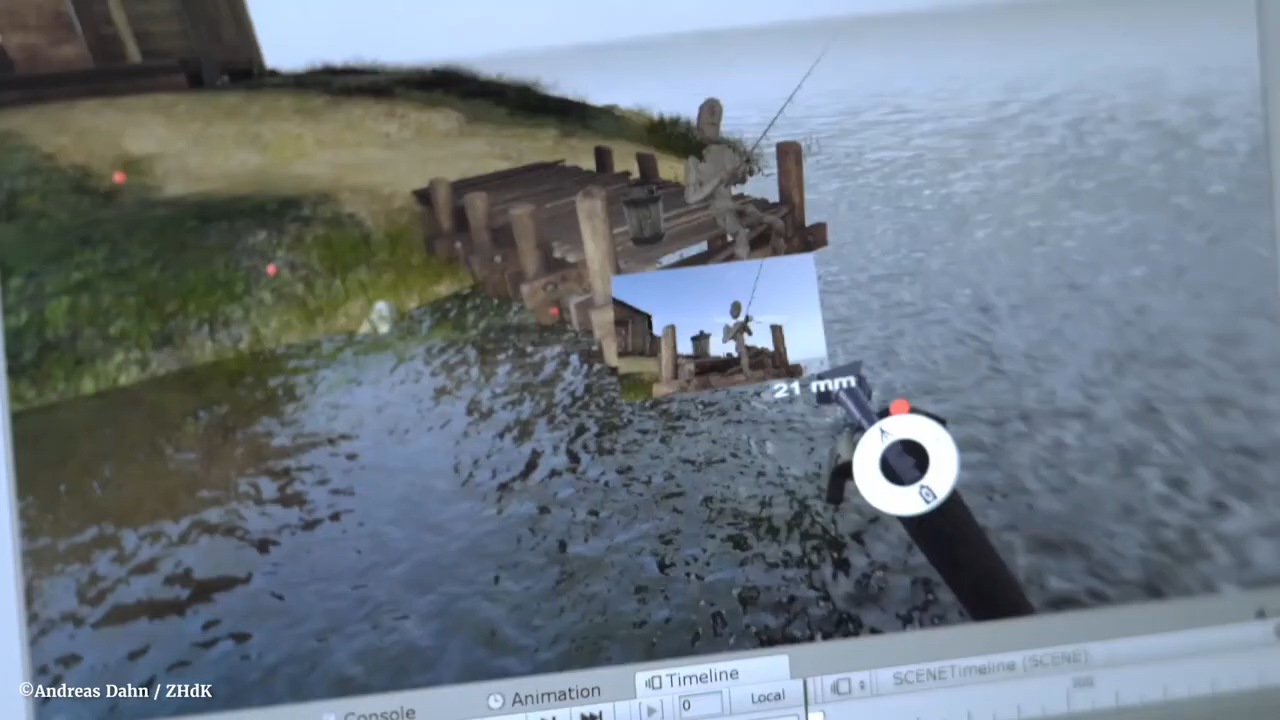 21 mm
Timeline
SCENETimeline (SCENE)
Animation
0
Local
Console
©Andreas Dahn / ZHdK